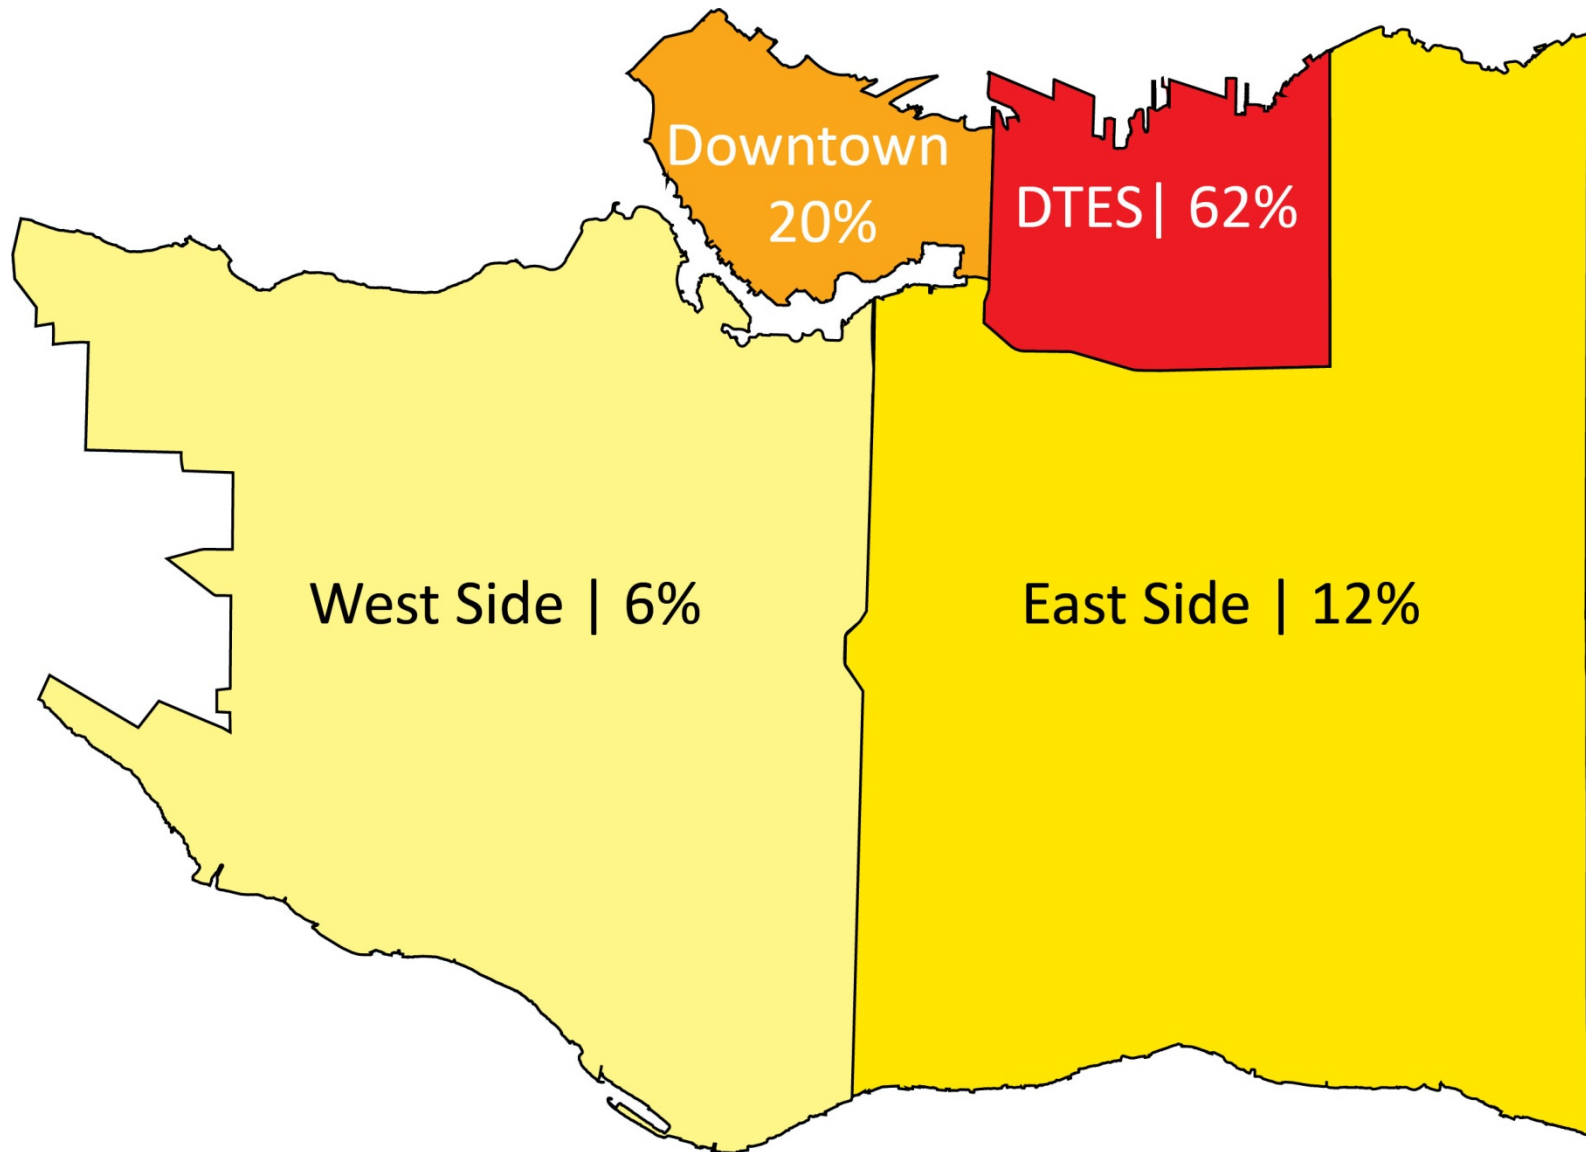 Downtown
20%
DTES| 62%
West Side | 6%
East Side | 12%